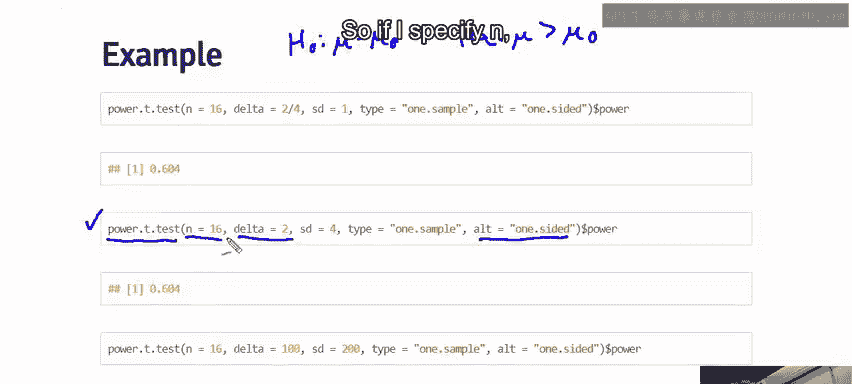 So if I specify n,
H₀: μ μ₀ μ > μ₀
Example
power.t.test(n = 16, delta = 2/4, sd = 1, type = "one.sample", alt = "one.sided")$power
## [1] 0.604
power.t.test(n = 16, delta = 2, sd = 4, type = "one.sample", alt = "one.sided")$power
## [1] 0.604
power.t.test(n = 16, delta = 100, sd = 200, type = "one.sample", alt = "one.sided")$power